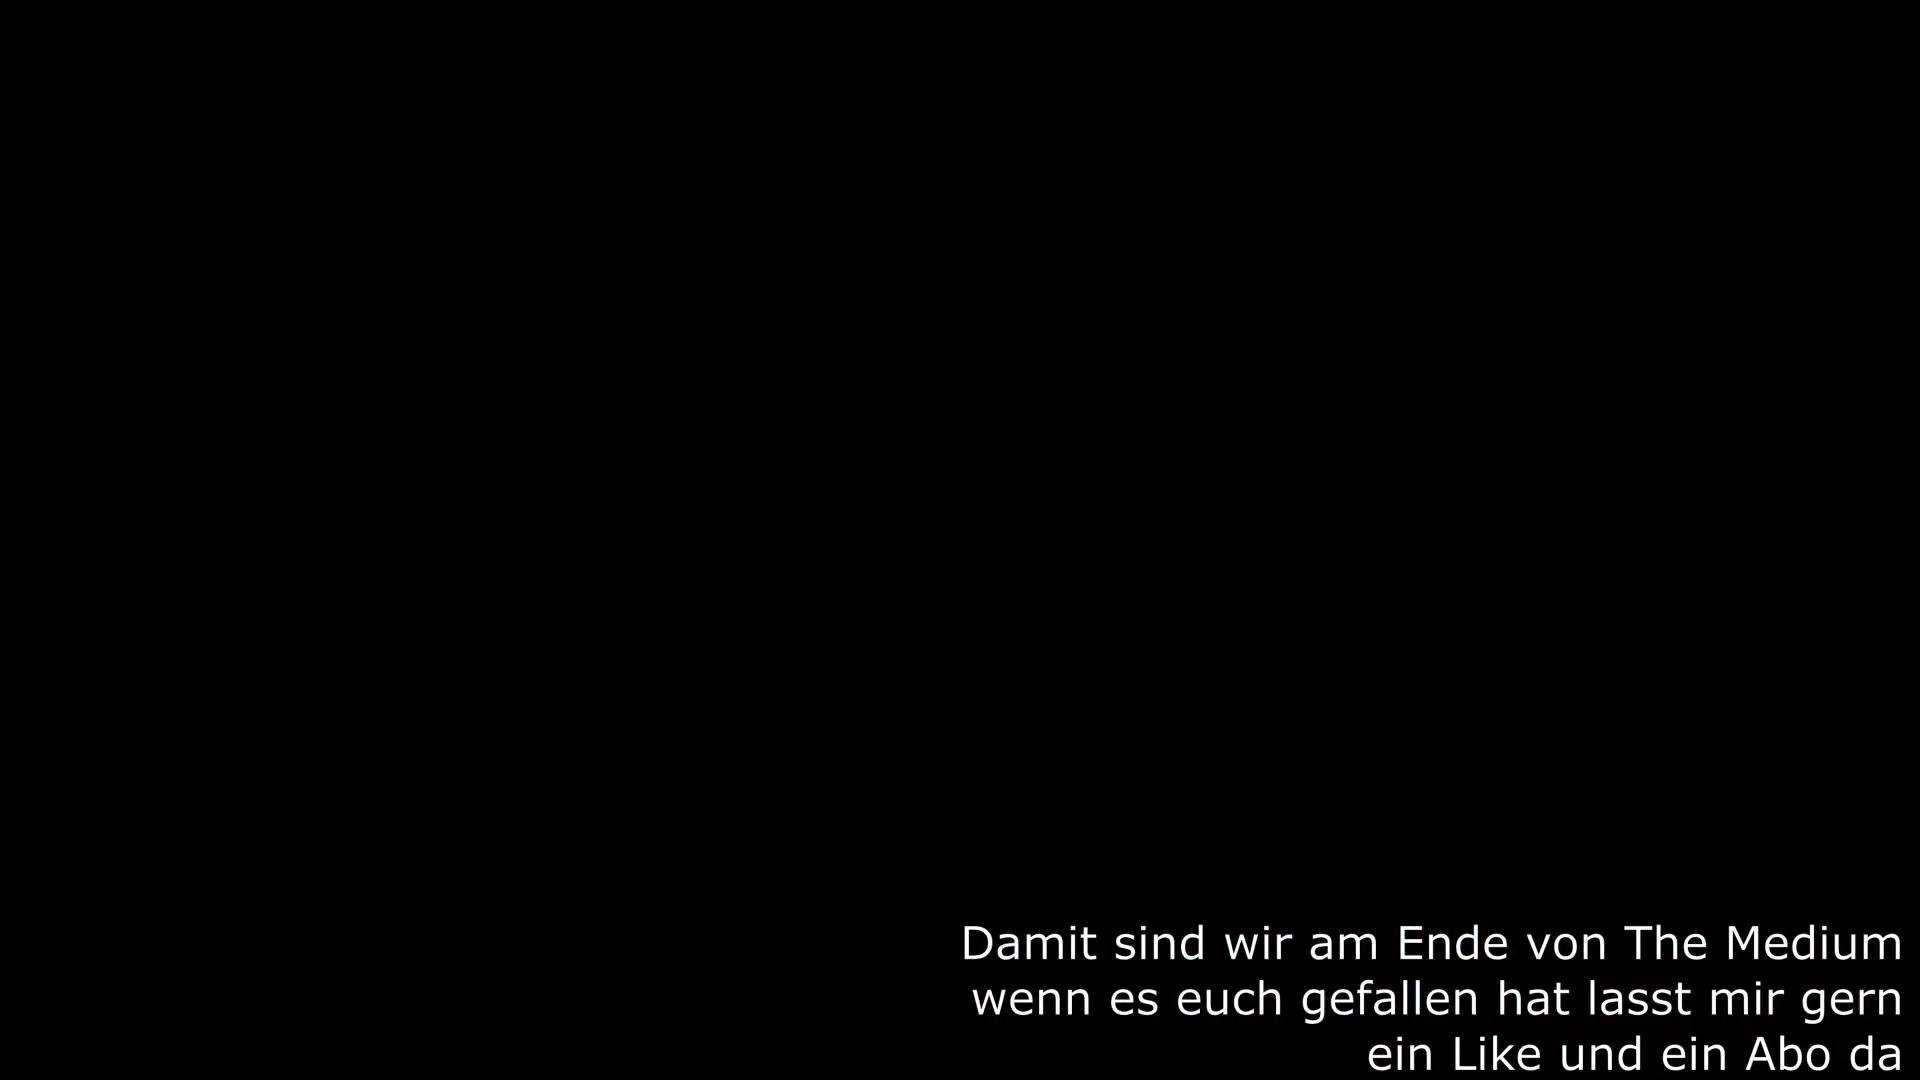 Damit sind wir am Ende von The Medium
wenn es euch gefallen hat lasst mir gern
ein Like und ein Abo da